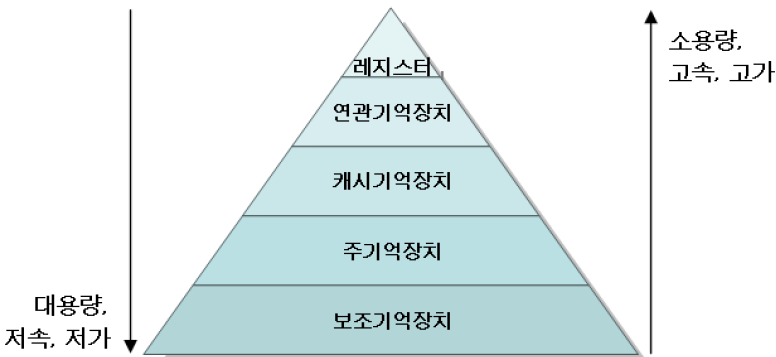 소용량,
고속, 고가
레지스터
연관기억장치
캐시기억장치
주기억장치
보조기억장치
대용량,
저속, 저가